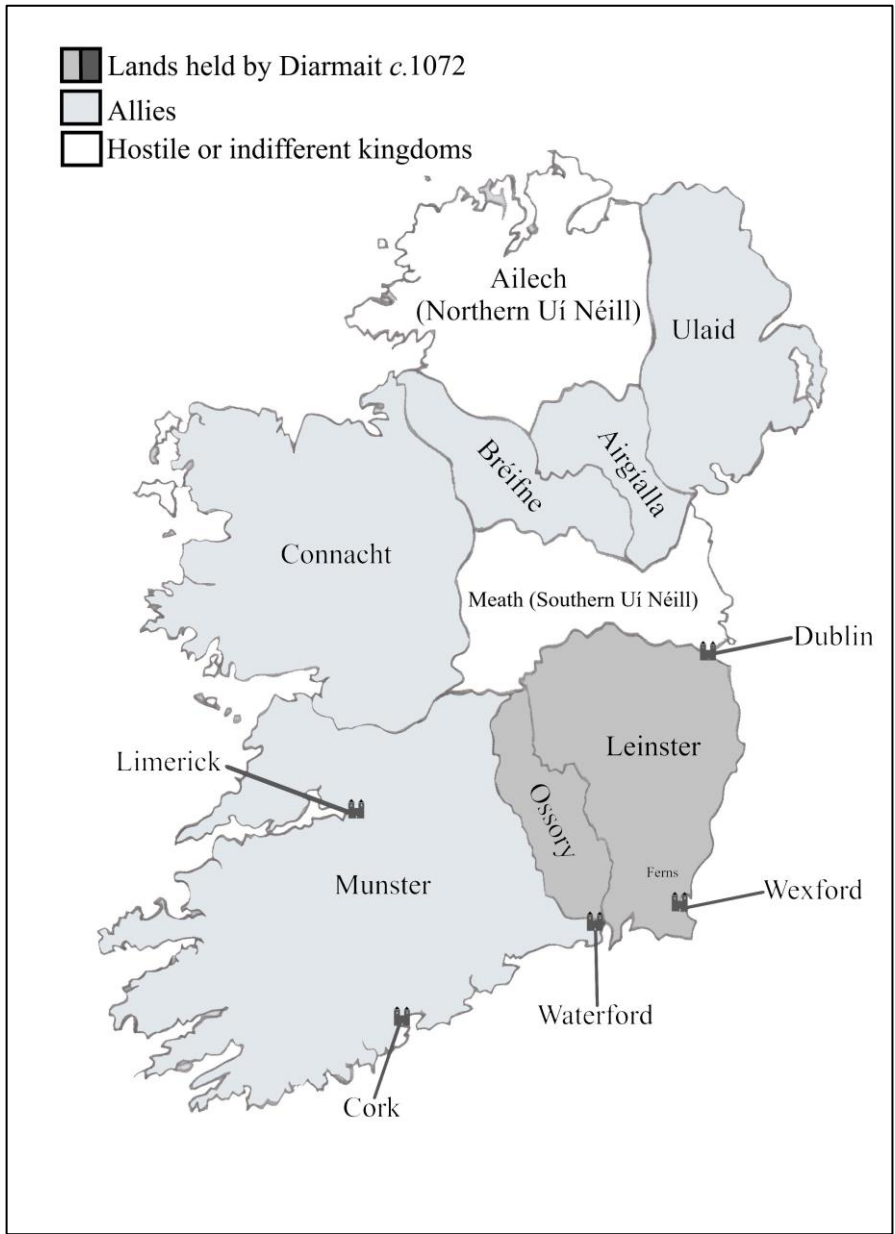 Lands held by Diarmait c.1072
Allies
Hostile or indifferent kingdoms
Ailech
(Northern Uí Néill)
Ulaid
Bréifne
Airgíalla
Connacht
Meath (Southern Uí Néill)
Dublin
Leinster
Limerick
Ossory
Munster
Ferns
Wexford
Waterford
Cork